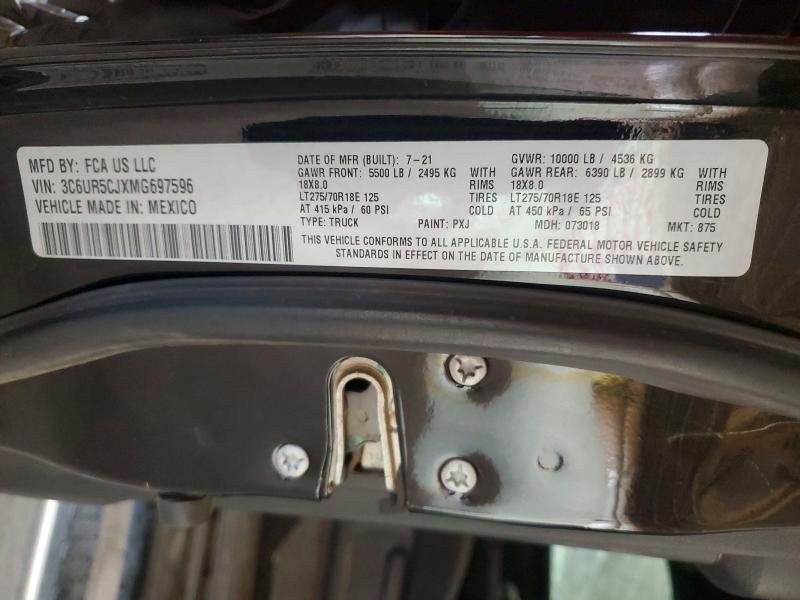 MFD BY: FCA US LLC
VIN: 3C6UR5CJXMG697596
VEHICLE MADE IN: MEXICO
DATE OF MFR (BUILT): 7-21
GAWR FRONT: 5500 LB / 2495 KG WITH
18X8.0 RIMS
LT275/70R18E 125 TIRES
AT 415 kPa / 60 PSI COLD
TYPE: TRUCK PAINT: PXJ
GVWR: 10000 LB / 4536 KG
GAWR REAR: 6390 LB / 2899 KG WITH
18X8.0 RIMS
LT275/70R18E 125 TIRES
AT 450 kPa / 65 PSI COLD
MDH: 073018 MKT: 875
THIS VEHICLE CONFORMS TO ALL APPLICABLE U.S.A. FEDERAL MOTOR VEHICLE SAFETY
STANDARDS IN EFFECT ON THE DATE OF MANUFACTURE SHOWN ABOVE.